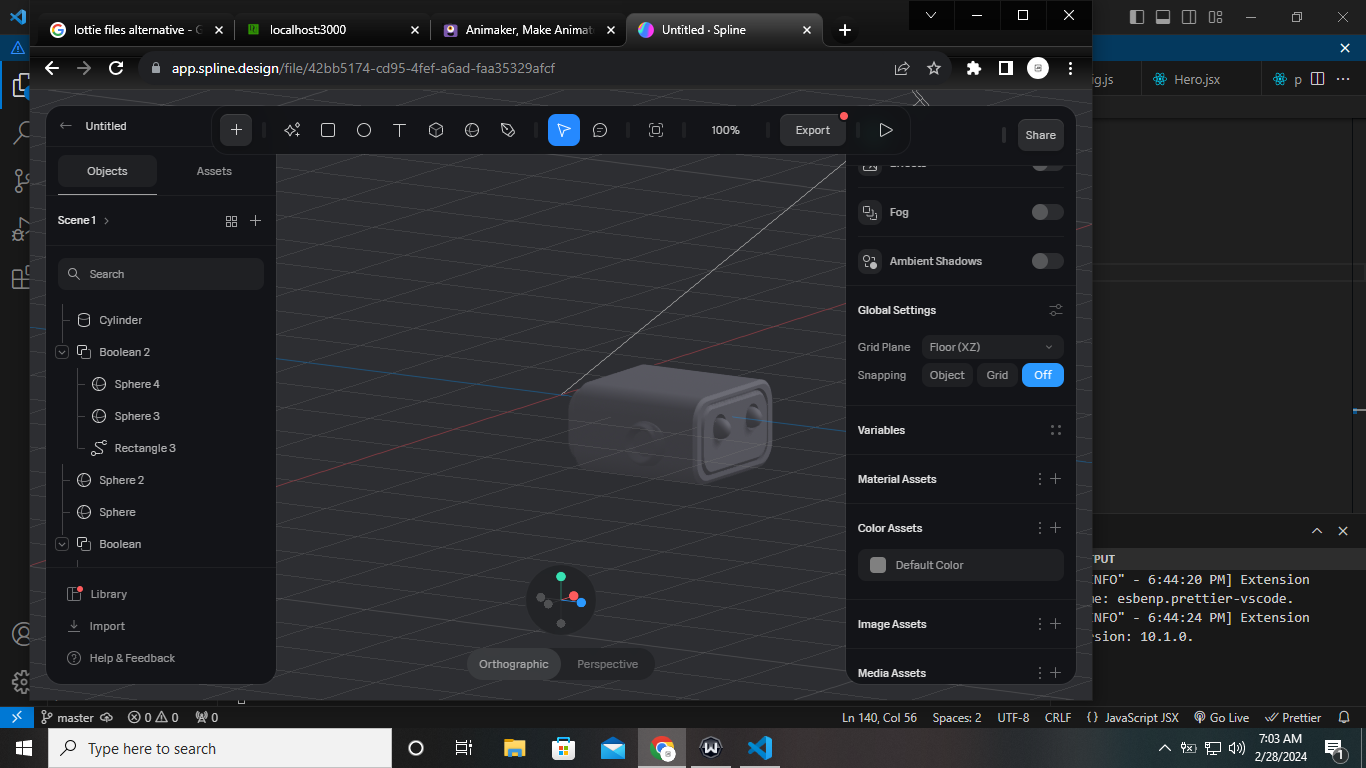 lottie files alternative - G
localhost:3000
Animaker, Make Animat
Untitled · Spline
app.spline.design/file/42bb5174-cd95-4fef-a6ad-faa35329afcf
ig.js
Hero.jsx
p
Untitled
100%
Export
Share
Objects
Assets
Effects
Scene 1
Fog
Search
Ambient Shadows
Cylinder
Global Settings
Boolean 2
Grid Plane
Floor (XZ)
Sphere 4
Snapping
Object
Grid
Off
Sphere 3
Variables
Rectangle 3
Sphere 2
Material Assets
Sphere
Color Assets
Boolean
Default Color
PUT
INFO" - 6:44:20 PM] Extension
Library
me: esbenp.prettier-vscode.
Import
Image Assets
INFO" - 6:44:24 PM] Extension
sion: 10.1.0.
Help & Feedback
Orthographic
Perspective
Media Assets
master
0
0
0
Ln 140, Col 56
Spaces: 2
UTF-8
CRLF
{ } JavaScript JSX
Go Live
Prettier
Type here to search
7:03 AM
2/28/2024
1